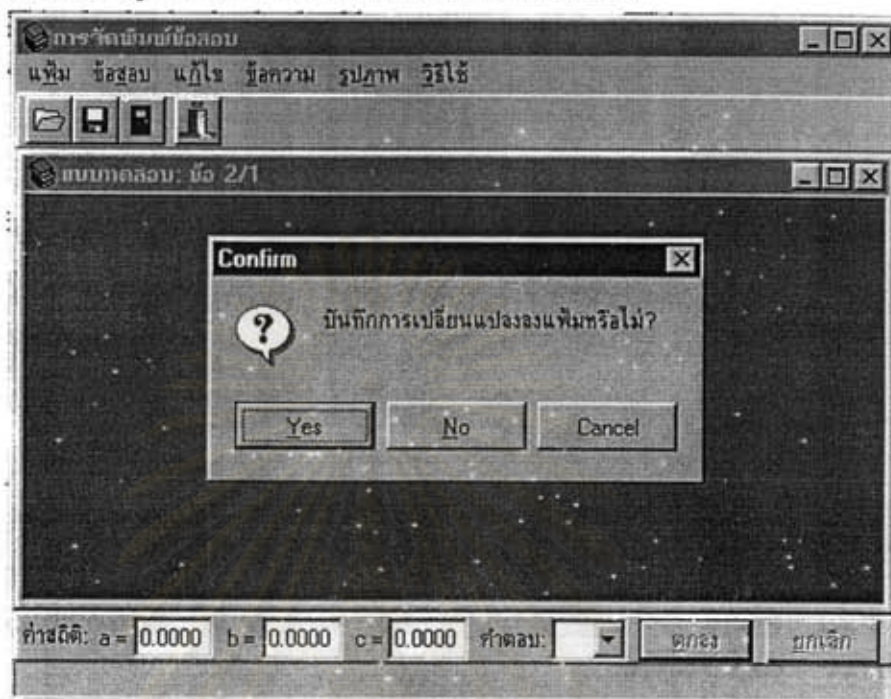 การจัดพิมพ์ข้อสอบ
แฟ้ม ข้อสอบ แก้ไข ข้อความ รูปภาพ วิธีใช้
แบบทดสอบ: ข้อ 2/1
Confirm
บันทึกการเปลี่ยนแปลงลงแฟ้มหรือไม่?
Yes No Cancel
ค่าสถิติ: a = 0.0000 b = 0.0000 c = 0.0000 คำตอบ: ตกลง ยกเลิก